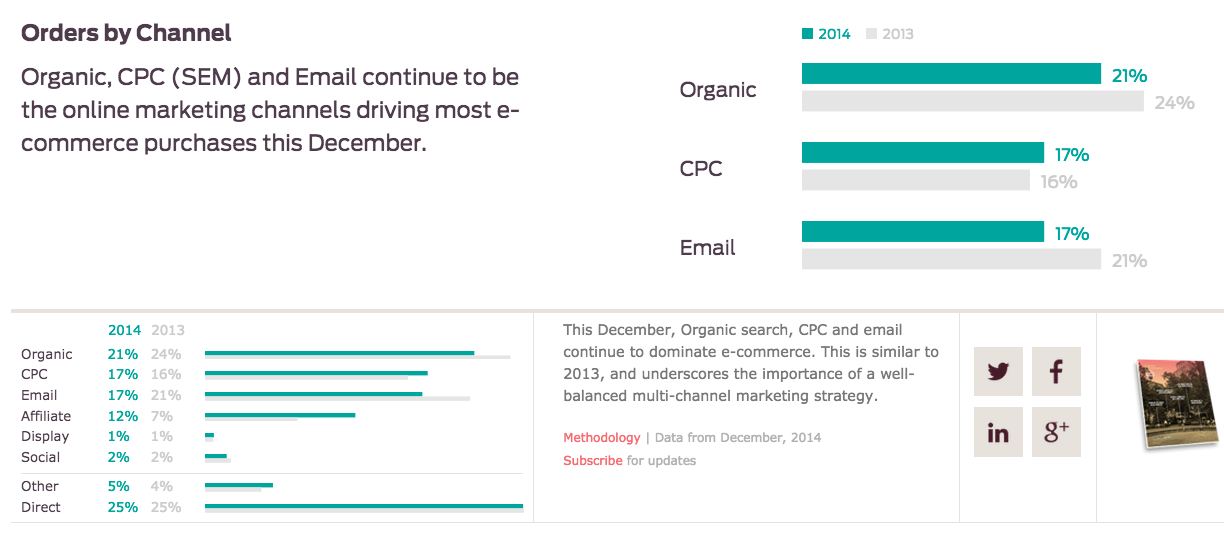 Orders by Channel
Organic, CPC (SEM) and Email continue to be
the online marketing channels driving most e-
commerce purchases this December.
2014 2013
Organic 21%
24%
CPC 17%
16%
Email 17%
21%
2014 2013
Organic 21% 24%
CPC 17% 16%
Email 17% 21%
Affiliate 12% 7%
Display 1% 1%
Social 2% 2%
Other 5% 4%
Direct 25% 25%
This December, Organic search, CPC and email
continue to dominate e-commerce. This is similar to
2013, and underscores the importance of a well-
balanced multi-channel marketing strategy.
Methodology | Data from December, 2014
Subscribe for updates
f
in
g+